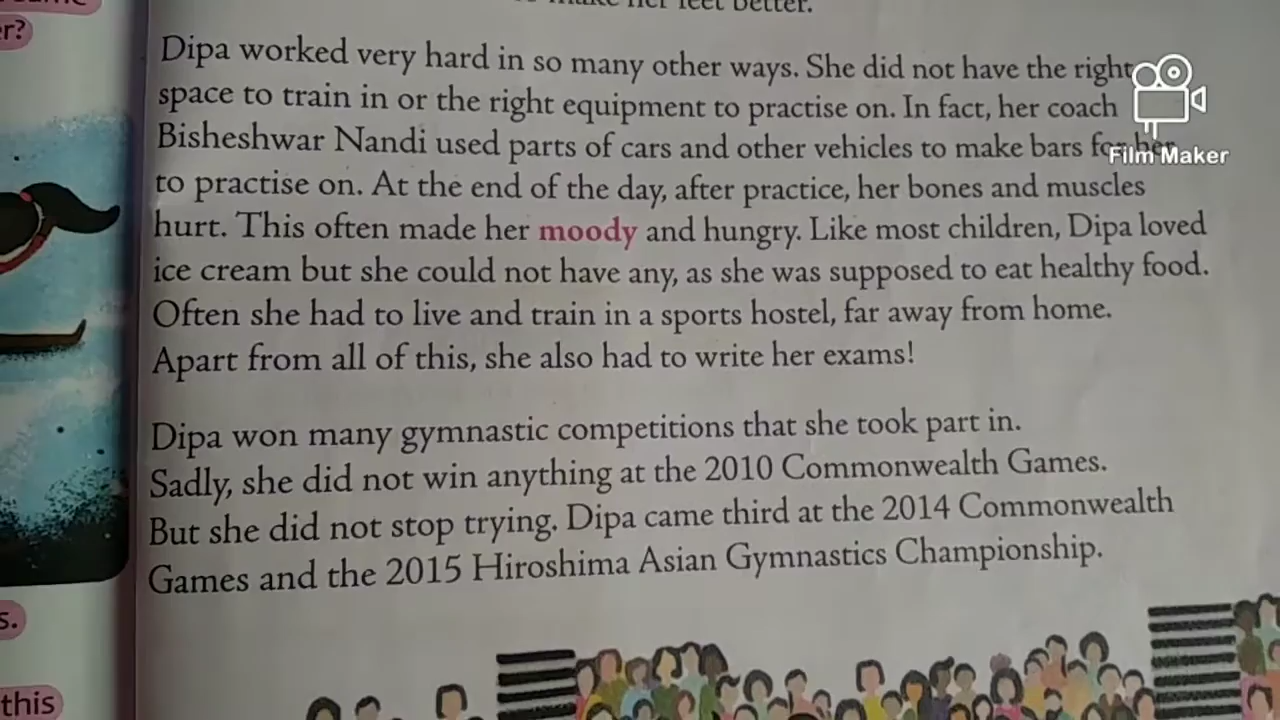 er?
Dipa worked very hard in so many other ways. She did not have the right
space to train in or the right equipment to practise on. In fact, her coach
Bisheshwar Nandi used parts of cars and other vehicles to make bars for her
to practise on. At the end of the day, after practice, her bones and muscles
hurt. This often made her moody and hungry. Like most children, Dipa loved
ice cream but she could not have any, as she was supposed to eat healthy food.
Often she had to live and train in a sports hostel, far away from home.
Apart from all of this, she also had to write her exams!
Dipa won many gymnastic competitions that she took part in.
Sadly, she did not win anything at the 2010 Commonwealth Games.
But she did not stop trying. Dipa came third at the 2014 Commonwealth
Games and the 2015 Hiroshima Asian Gymnastics Championship.
s.
this
Film Maker